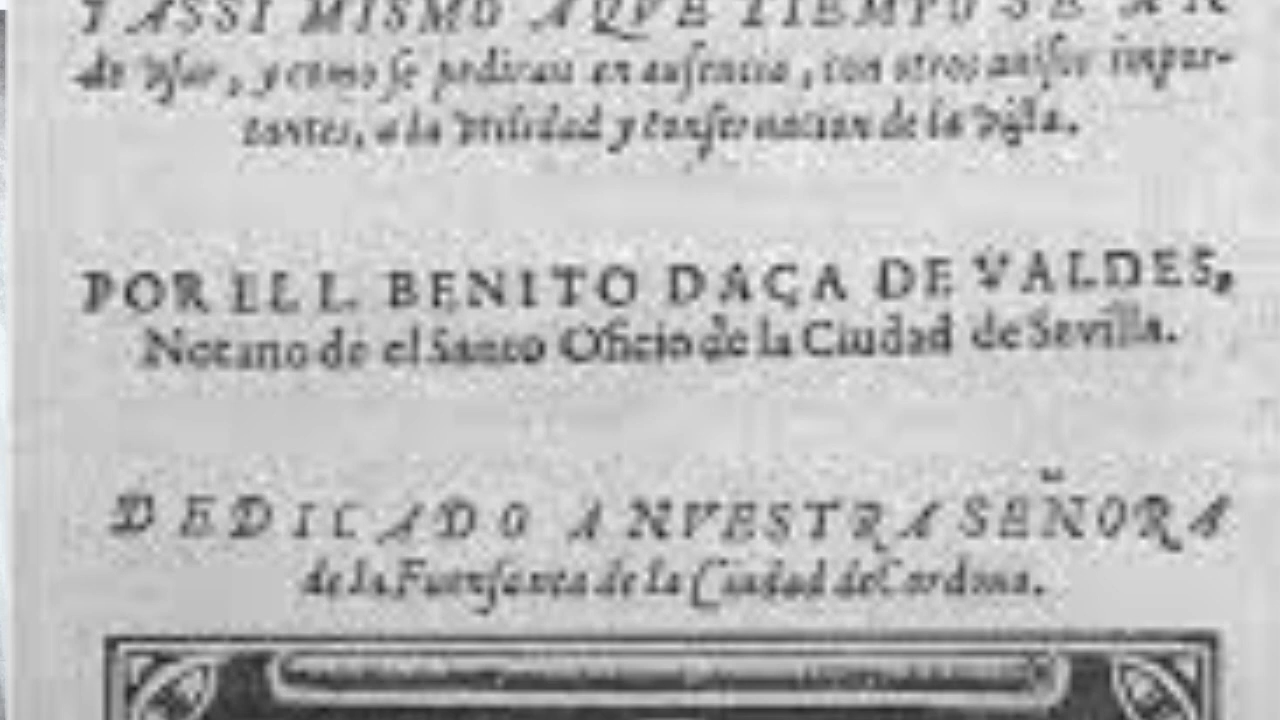 Y ASSI MISMO A QVE TIEMPO SE AN
de vsar, y como se pediran en ausencia, con otros auisos impor-
tantes, a la vtilidad y conseruacion de la vista.
POR EL L. BENITO DAÇA DE VALDES,
Notario de el Santo Oficio de la Ciudad de Sevilla.
DEDICADO A NVESTRA SEÑORA
de la Fuensanta de la Ciudad de Cordoua.